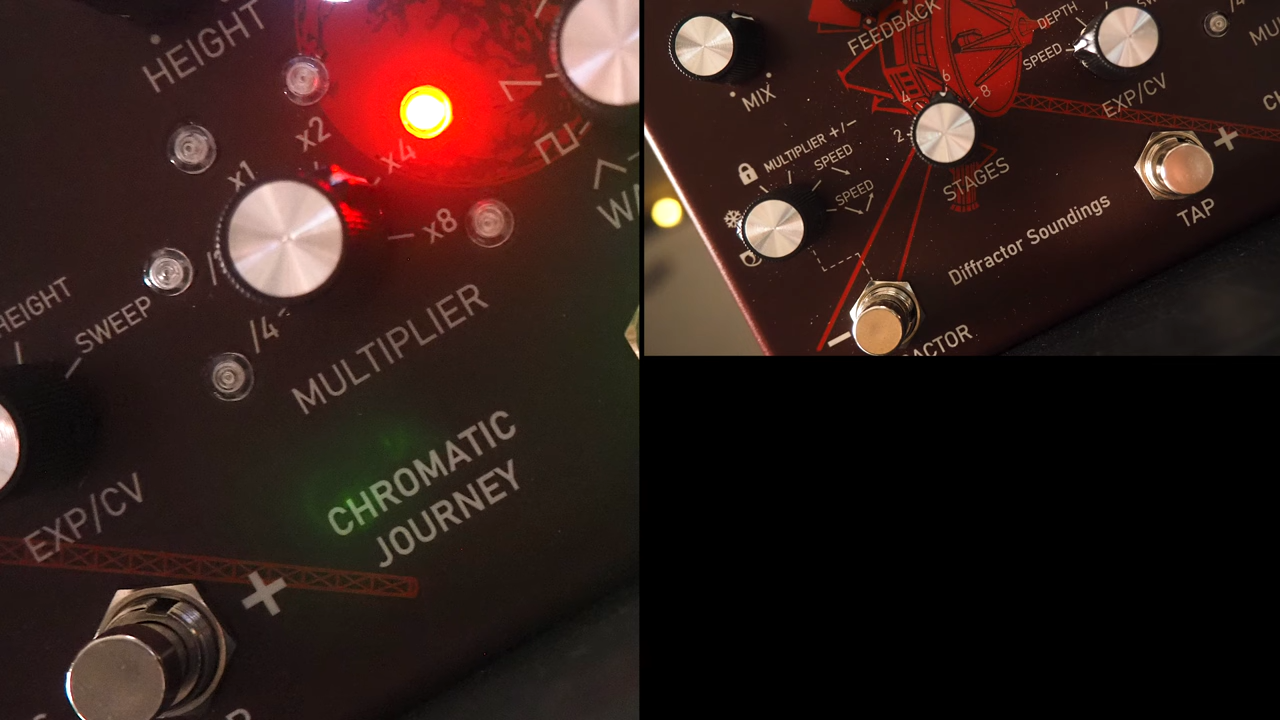 HEIGHT
x2
x1
x4
x8
/4
HEIGHT
SWEEP
MULTIPLIER
CHROMATIC
JOURNEY
EXP/CV
+
FEEDBACK
DEPTH
SPEED
MIX
EXP/CV
2
4
6
8
MULTIPLIER +/−
SPEED
SPEED
STAGES
+
TAP
Diffractor Soundings
−